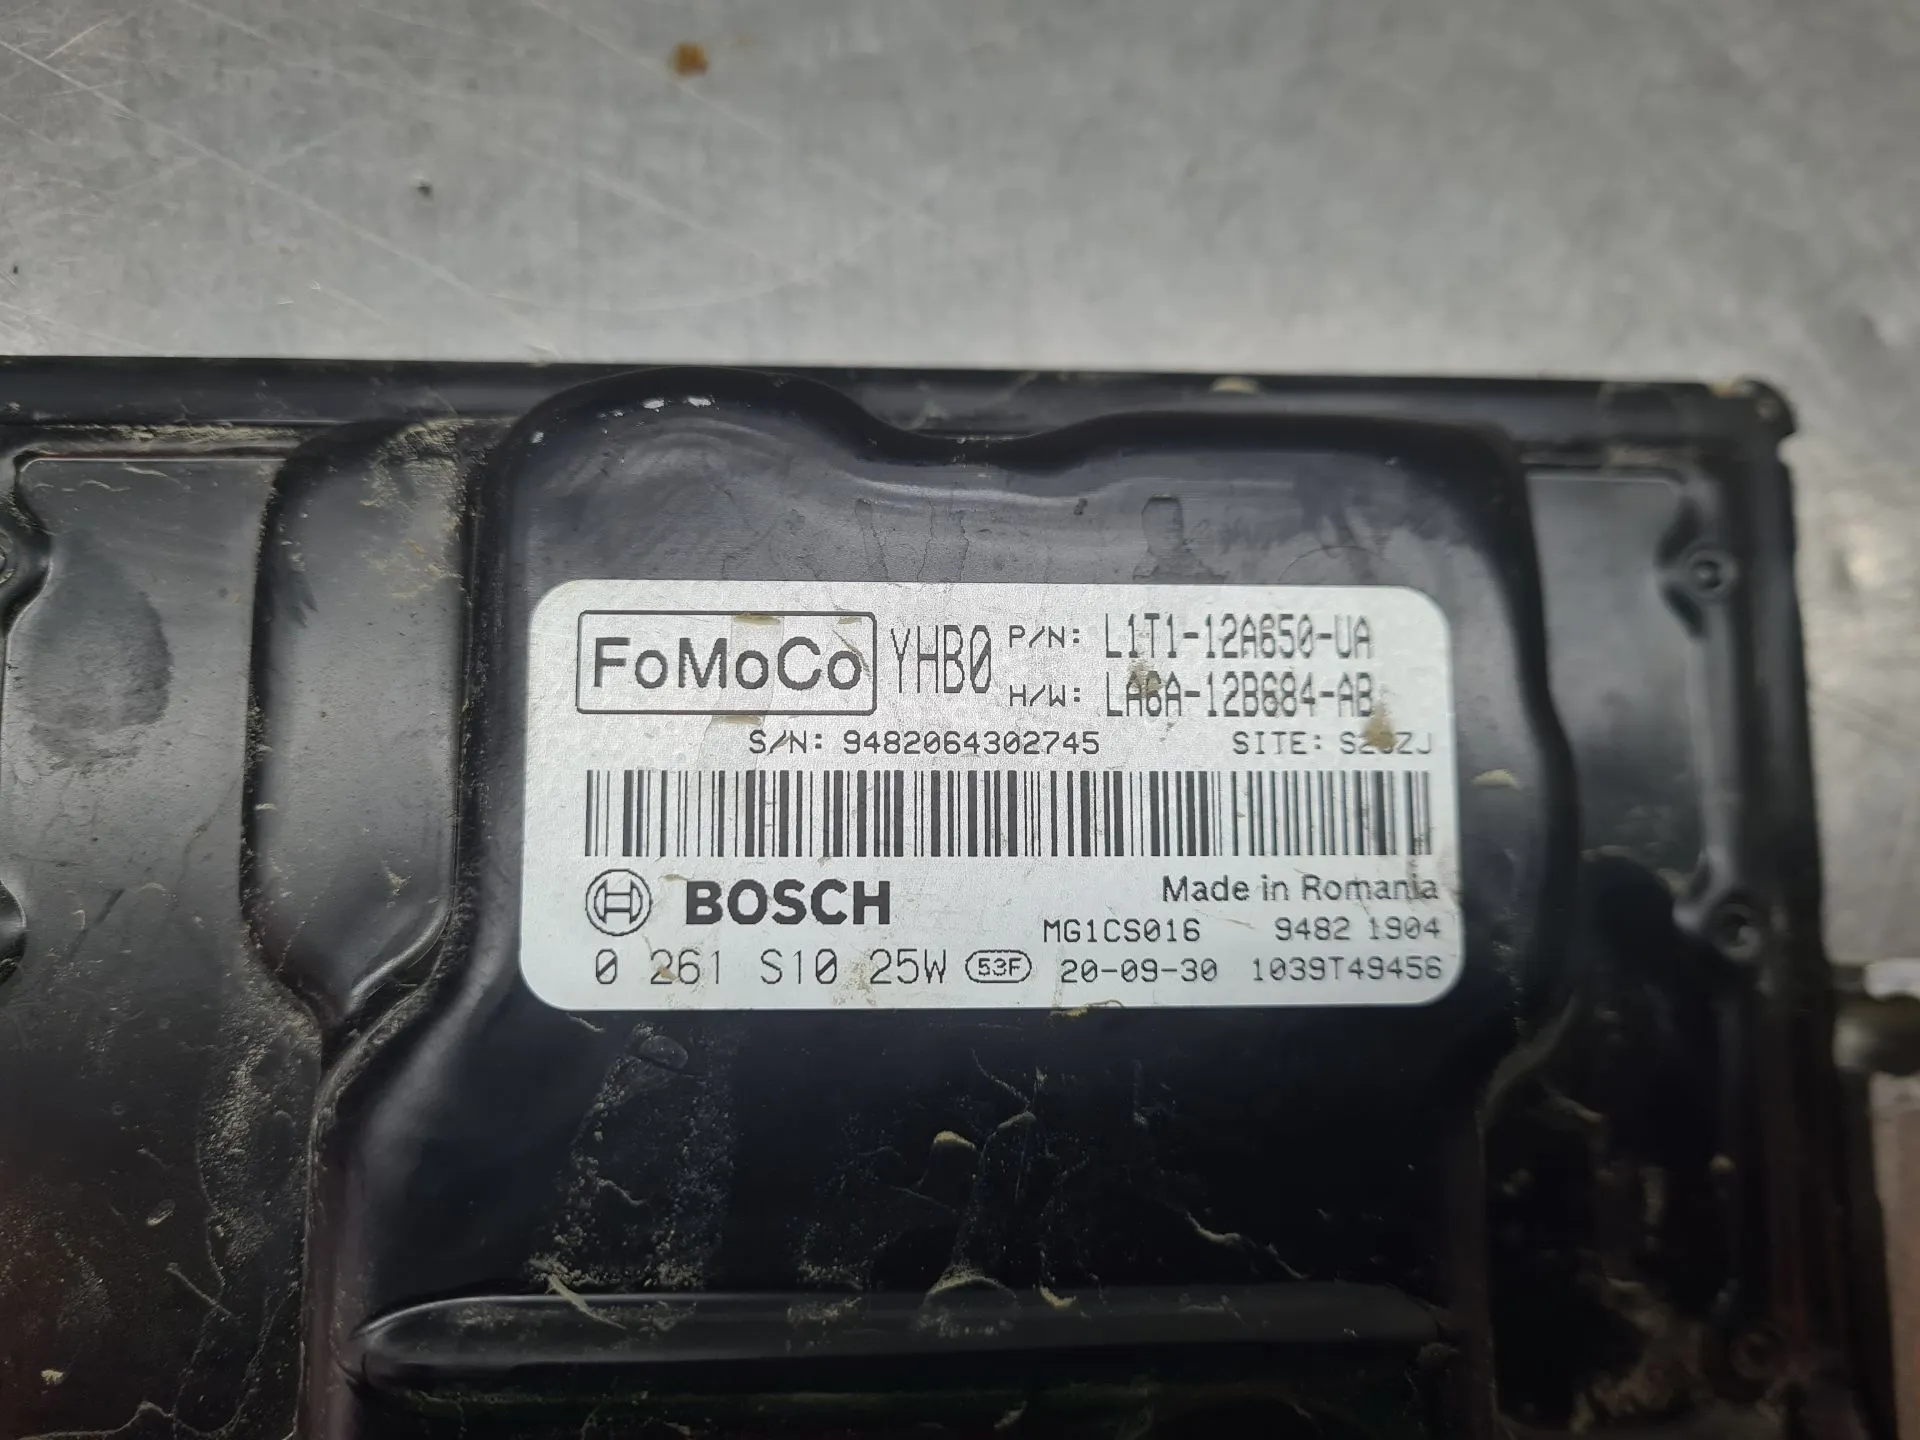 FoMoCo YHB0 P/N: L1T1-12A650-UA
H/W: LA6A-12B684-AB
S/N: 9482064302745 SITE:
BOSCH Made in Romania
MG1CS016 9482 1904
0 261 S10 25W 53F 20-09-30 1039T49456